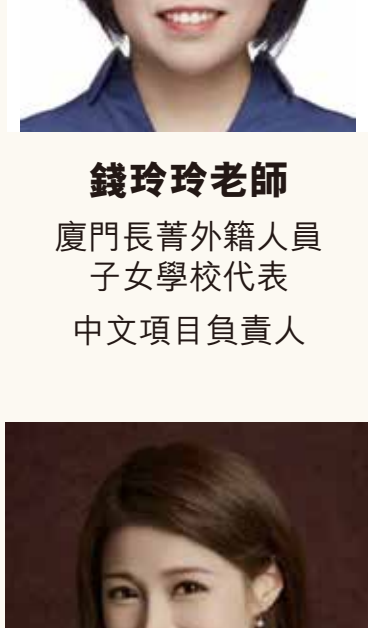 錢玲玲老師
廈門長菁外籍人員
子女學校代表
中文項目負責人